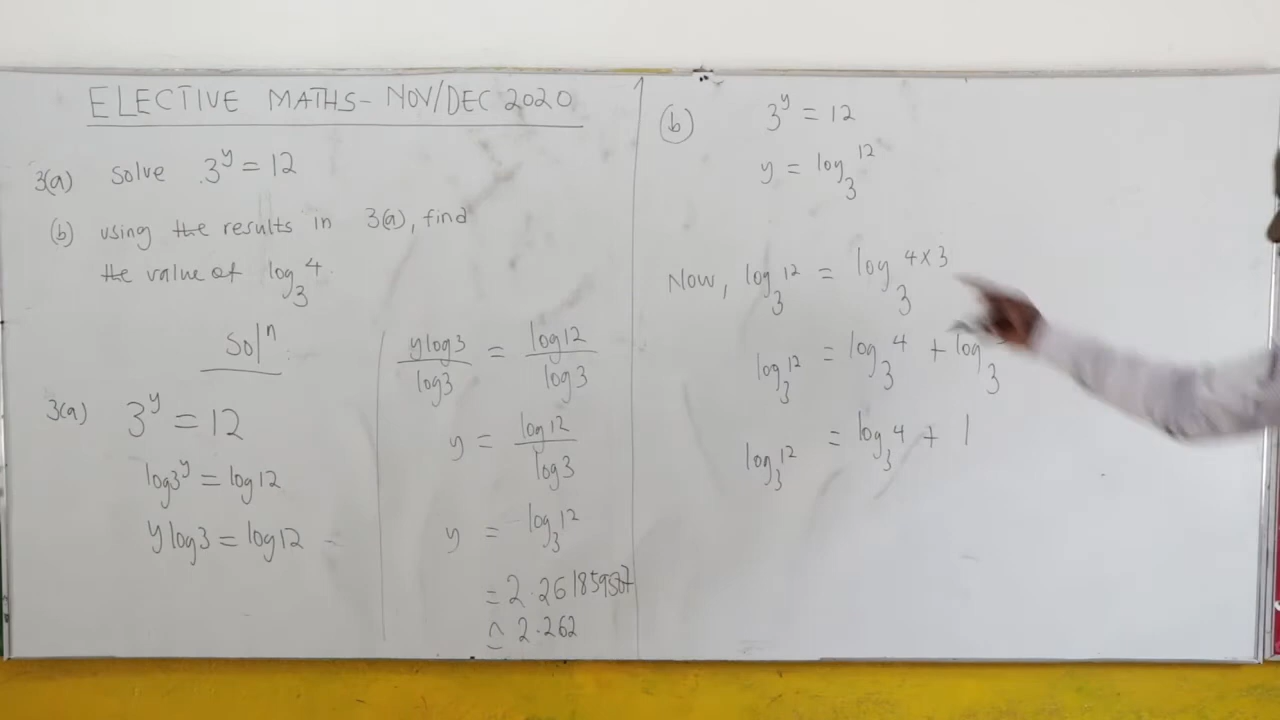 ELECTIVE MATHS- NOV/DEC 2020
3(a) Solve 3^y = 12
(b) using the results in 3(a), find
the value of log_3 4.
Sol^n.
3(a) 3^y = 12
log3^y = log12
ylog3 = log12
ylog3/log3 = log12/log3
y = log12/log3
y = log_3 12
= 2.261859507
≃ 2.262
(b) 3^y = 12
y = log_3 12
Now, log_3 12 = log_3 4×3
log_3 12 = log_3 4 + log_3
log_3 12 = log_3 4 + 1